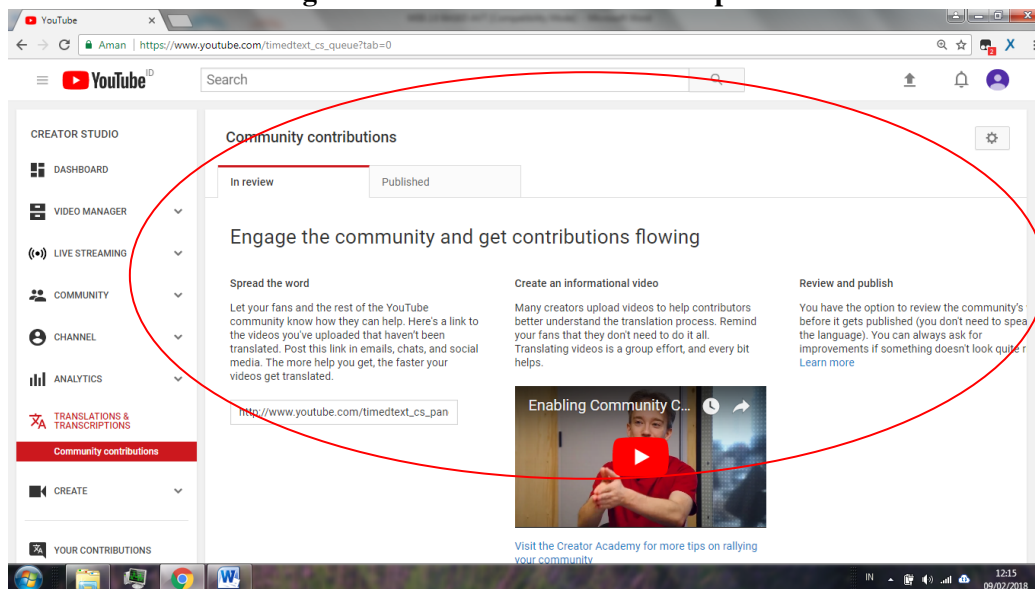 YouTube
Aman | https://www.youtube.com/timedtext_cs_queue?tab=0
2 X
YouTube ID
Search
CREATOR STUDIO
DASHBOARD
VIDEO MANAGER
LIVE STREAMING
COMMUNITY
CHANNEL
ANALYTICS
TRANSLATIONS &
TRANSCRIPTIONS
Community contributions
CREATE
YOUR CONTRIBUTIONS
Community contributions
In review
Published
Engage the community and get contributions flowing
Spread the word
Let your fans and the rest of the YouTube
community know how they can help. Here's a link to
the videos you've uploaded that haven't been
translated. Post this link in emails, chats, and social
media. The more help you get, the faster your
videos get translated.
http://www.youtube.com/timedtext_cs_pan
Create an informational video
Many creators upload videos to help contributors
better understand the translation process. Remind
your fans that they don't need to do it all.
Translating videos is a group effort, and every bit
helps.
Enabling Community C...
Visit the Creator Academy for more tips on rallying
your community
Review and publish
You have the option to review the community's
before it gets published (you don't need to spea
the language). You can always ask for
improvements if something doesn't look quite r
Learn more
IN
12:15
09/02/2018